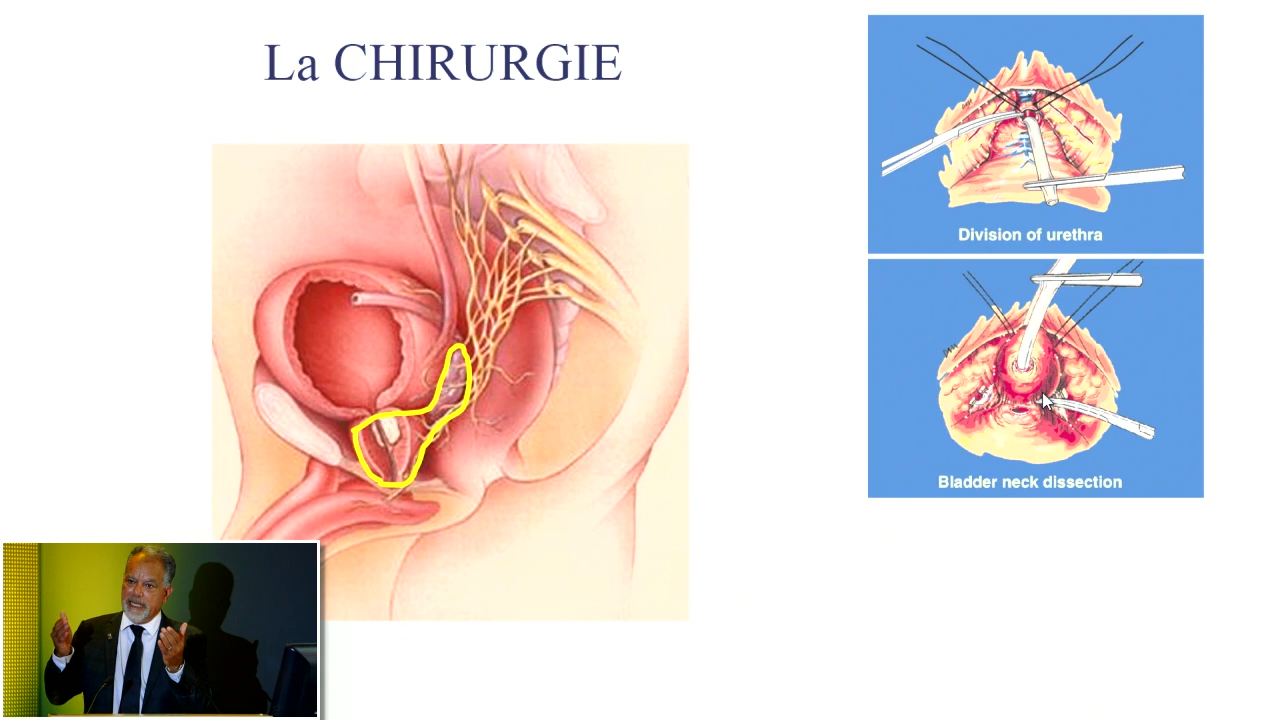 La CHIRURGIE
Division of urethra
Bladder neck dissection